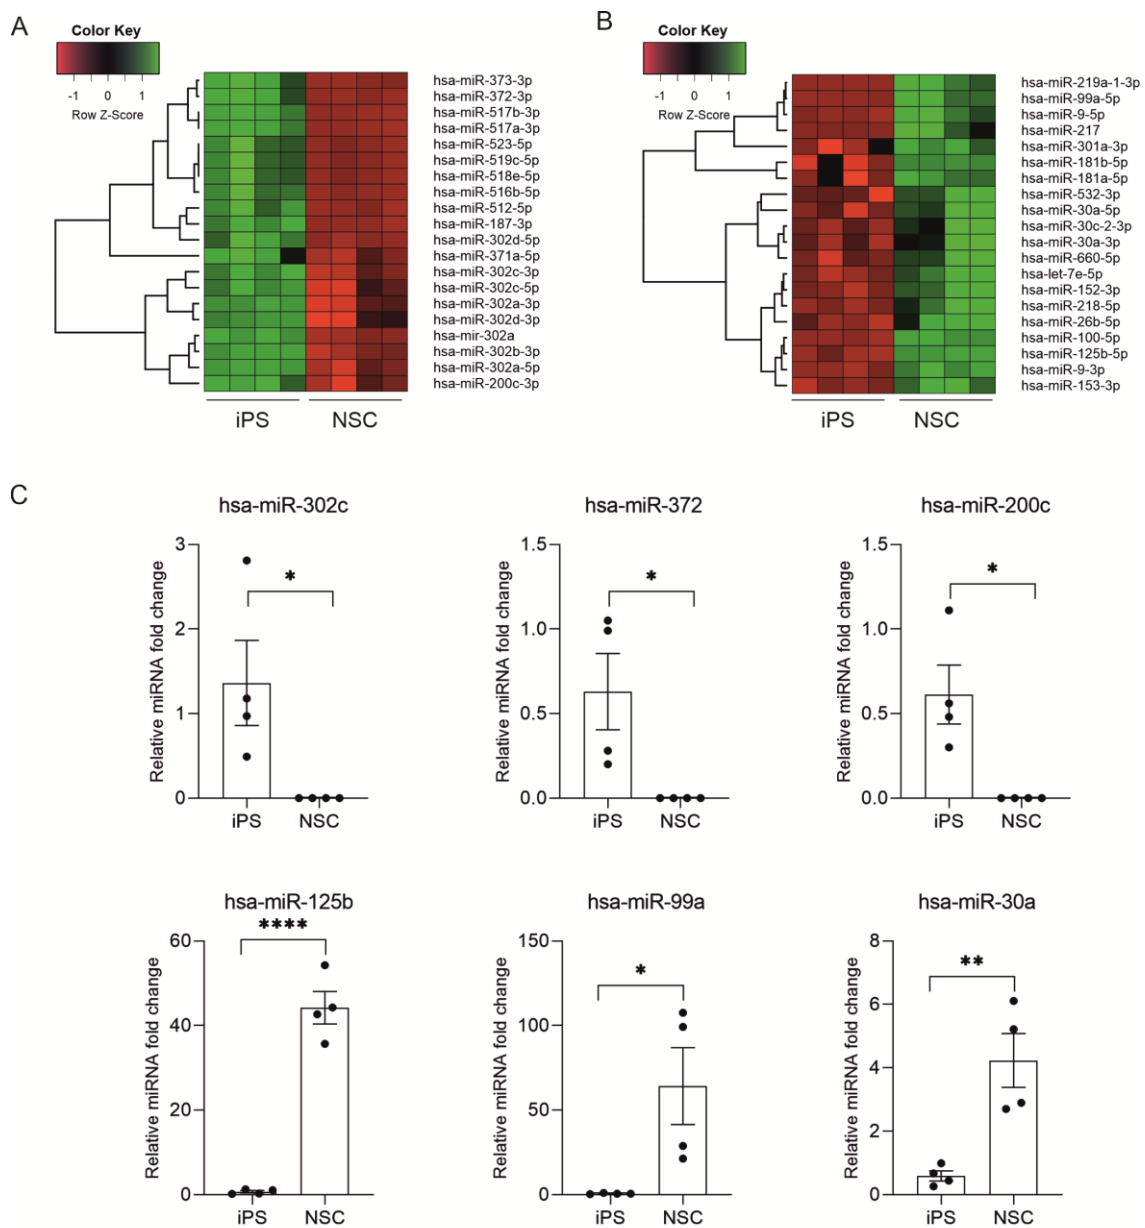 A
Color Key
-1 0 1
Row Z-Score
hsa-miR-373-3p
hsa-miR-372-3p
hsa-miR-517b-3p
hsa-miR-517a-3p
hsa-miR-523-5p
hsa-miR-519c-5p
hsa-miR-518e-5p
hsa-miR-516b-5p
hsa-miR-512-5p
hsa-miR-187-3p
hsa-miR-302d-5p
hsa-miR-371a-5p
hsa-miR-302c-3p
hsa-miR-302c-5p
hsa-miR-302a-3p
hsa-miR-302d-3p
hsa-mir-302a
hsa-miR-302b-3p
hsa-miR-302a-5p
hsa-miR-200c-3p
iPS NSC
B
Color Key
-1 0 1
Row Z-Score
hsa-miR-219a-1-3p
hsa-miR-99a-5p
hsa-miR-9-5p
hsa-miR-217
hsa-miR-301a-3p
hsa-miR-181b-5p
hsa-miR-181a-5p
hsa-miR-532-3p
hsa-miR-30a-5p
hsa-miR-30c-2-3p
hsa-miR-30a-3p
hsa-miR-660-5p
hsa-let-7e-5p
hsa-miR-152-3p
hsa-miR-218-5p
hsa-miR-26b-5p
hsa-miR-100-5p
hsa-miR-125b-5p
hsa-miR-9-3p
hsa-miR-153-3p
iPS NSC
C
hsa-miR-302c
Relative miRNA fold change
3
2
1
0
*
iPS NSC
hsa-miR-372
Relative miRNA fold change
1.5
1.0
0.5
0.0
*
iPS NSC
hsa-miR-200c
Relative miRNA fold change
1.5
1.0
0.5
0.0
*
iPS NSC
hsa-miR-125b
Relative miRNA fold change
60
40
20
0
****
iPS NSC
hsa-miR-99a
Relative miRNA fold change
150
100
50
0
*
iPS NSC
hsa-miR-30a
Relative miRNA fold change
8
6
4
2
0
**
iPS NSC